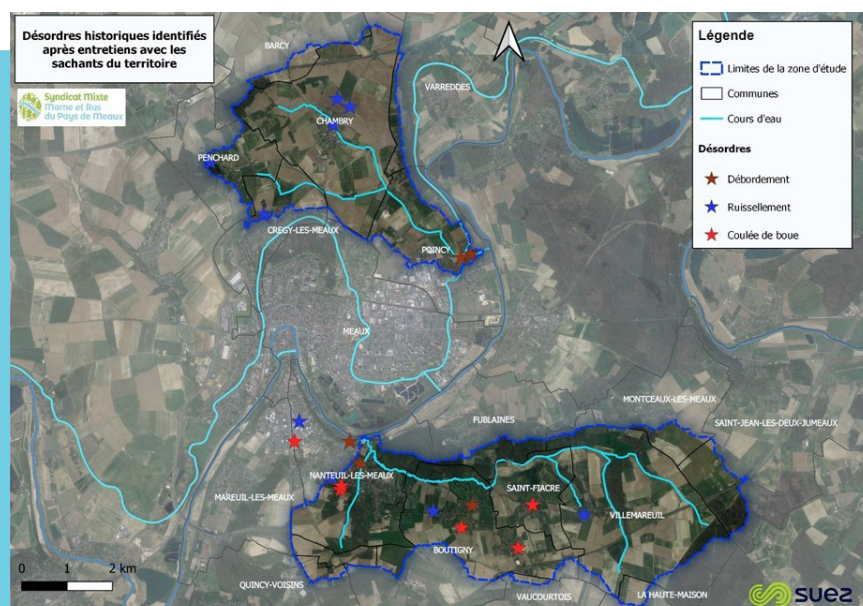 Désordres historiques identifiés
après entretiens avec les
sachants du territoire
Syndicat Mixte
Marne et Rus
du Pays de Meaux
Légende
Limites de la zone d'étude
Communes
Cours d'eau
Désordres
Débordement
Ruissellement
Coulée de boue
BARCY
VARREDDES
CHAMBRY
PENCHARD
CREGY-LES-MEAUX
POINCY
MEAUX
MONTCEAUX-LES-MEAUX
FUBLAINES
SAINT-JEAN-LES-DEUX-JUMEAUX
NANTEUIL-LES-MEAUX
MAREUIL-LES-MEAUX
SAINT-FIACRE
VILLEMAREUIL
BOUTIGNY
QUINCY-VOISINS
VAUCOURTOIS
LA HAUTE-MAISON
0 1 2 km
suez